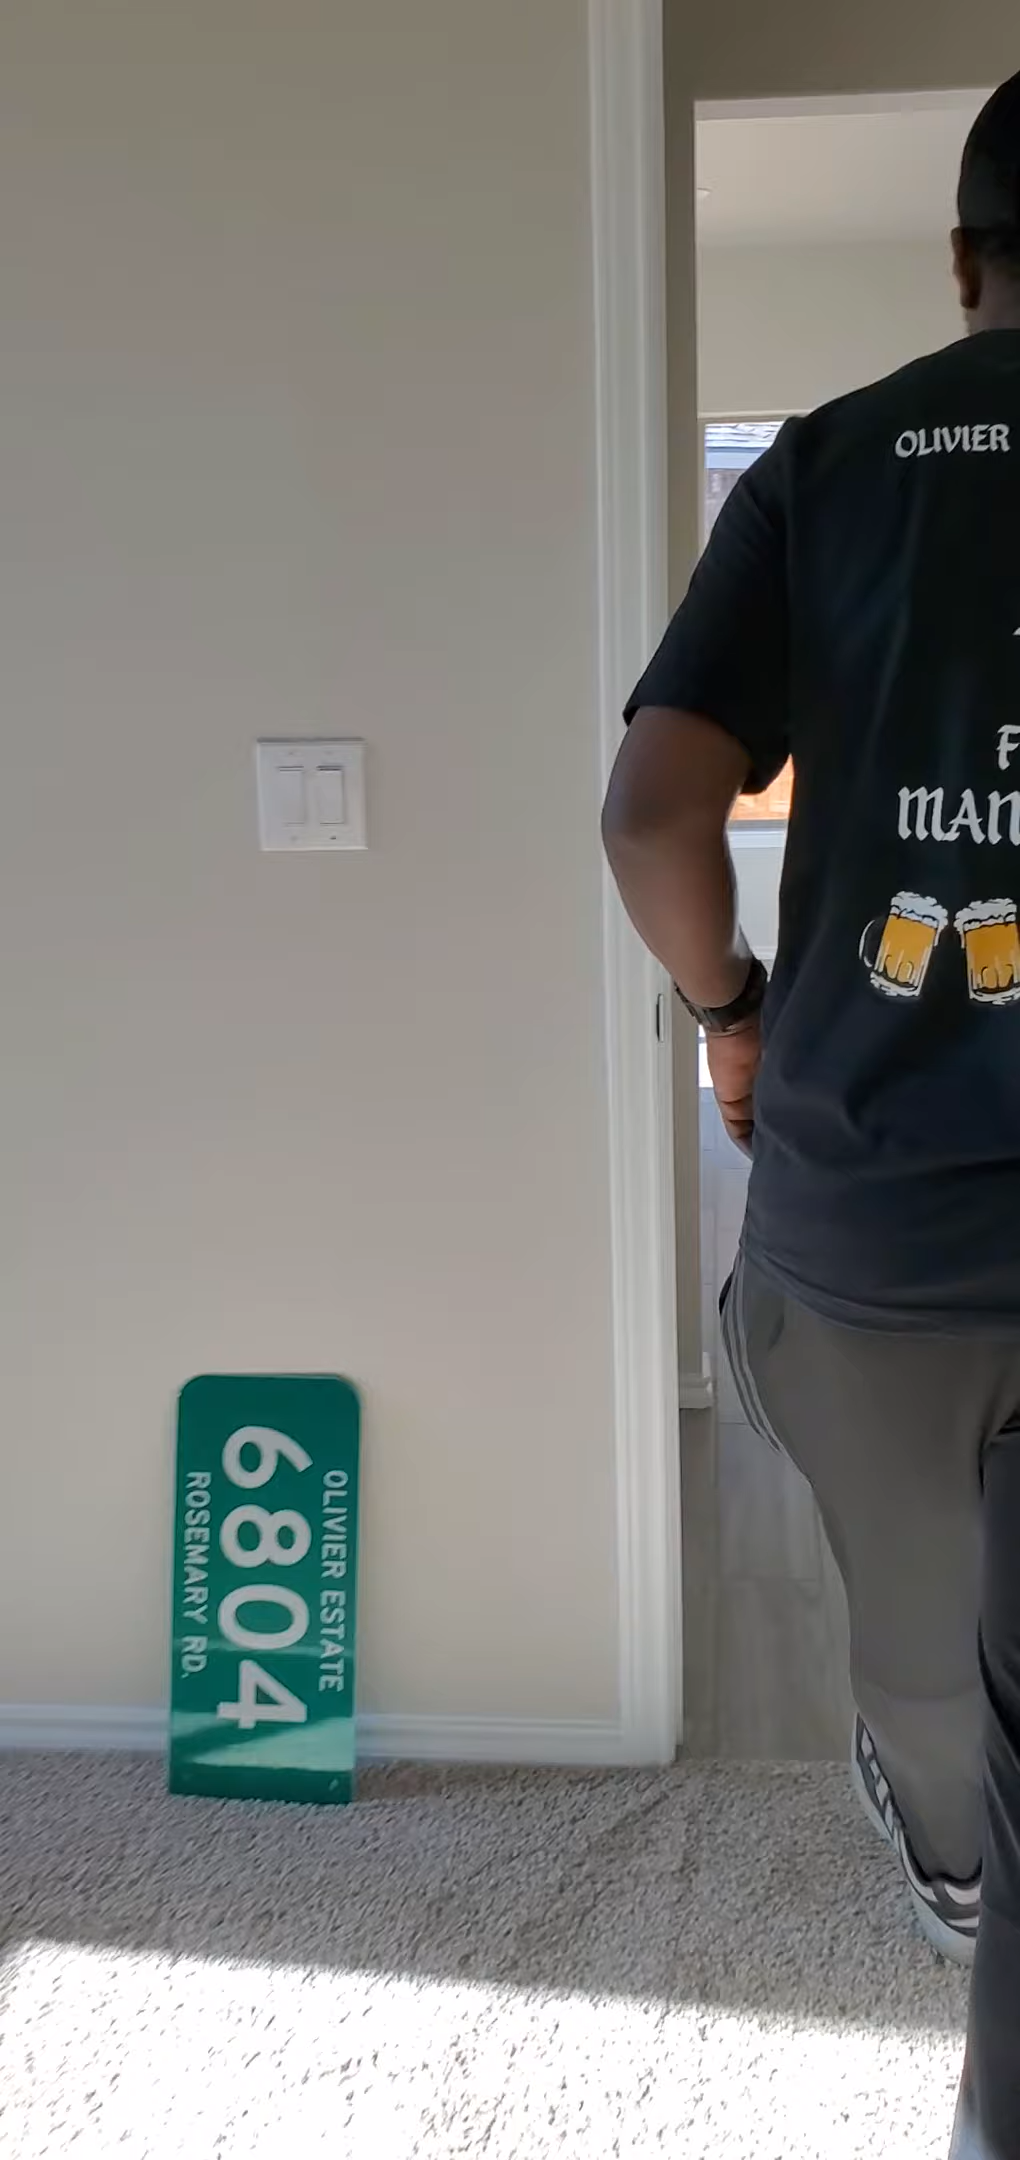 OLIVIER
MAN
OLIVIER ESTATE
6804
ROSEMARY RD.